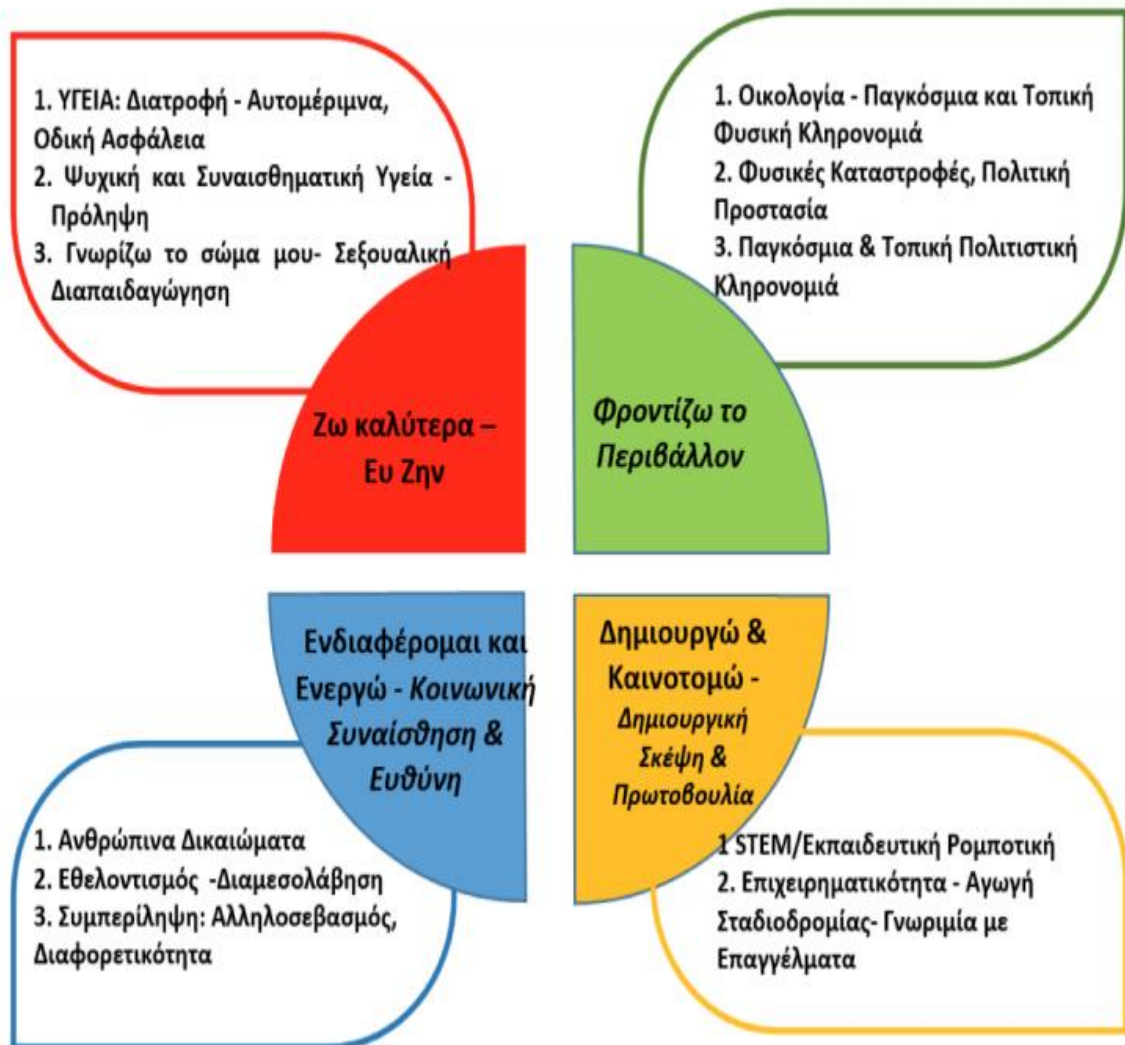 1. ΥΓΕΙΑ: Διατροφή - Αυτομέριμνα,
Οδική Ασφάλεια
2. Ψυχική και Συναισθηματική Υγεία -
Πρόληψη
3. Γνωρίζω το σώμα μου- Σεξουαλική
Διαπαιδαγώγηση
1. Οικολογία - Παγκόσμια και Τοπική
Φυσική Κληρονομιά
2. Φυσικές Καταστροφές, Πολιτική
Προστασία
3. Παγκόσμια & Τοπική Πολιτιστική
Κληρονομιά
Ζω καλύτερα –
Ευ Ζην
Φροντίζω το
Περιβάλλον
Ενδιαφέρομαι και
Ενεργώ - Κοινωνική
Συναίσθηση &
Ευθύνη
Δημιουργώ &
Καινοτομώ -
Δημιουργική
Σκέψη &
Πρωτοβουλία
1. Ανθρώπινα Δικαιώματα
2. Εθελοντισμός -Διαμεσολάβηση
3. Συμπερίληψη: Αλληλοσεβασμός,
Διαφορετικότητα
1 STEM/Εκπαιδευτική Ρομποτική
2. Επιχειρηματικότητα - Αγωγή
Σταδιοδρομίας- Γνωριμία με
Επαγγέλματα